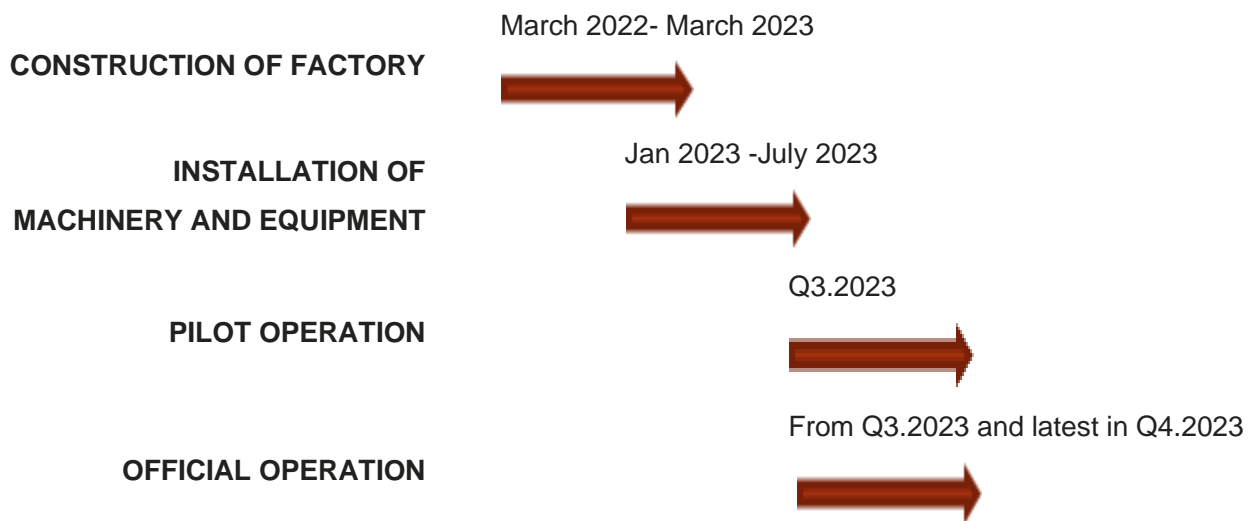 March 2022- March 2023
CONSTRUCTION OF FACTORY
Jan 2023 -July 2023
INSTALLATION OF
MACHINERY AND EQUIPMENT
Q3.2023
PILOT OPERATION
From Q3.2023 and latest in Q4.2023
OFFICIAL OPERATION